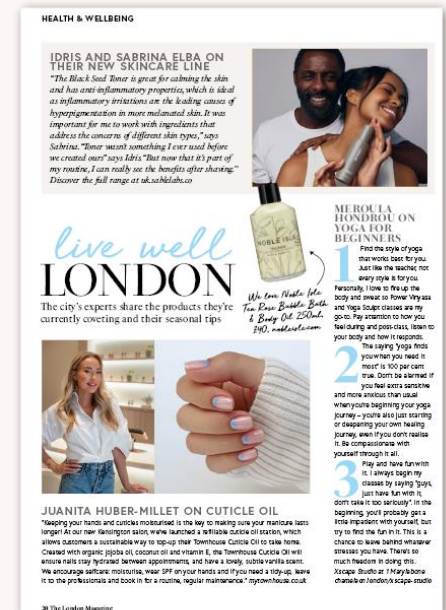 HEALTH & WELLBEING
IDRIS AND SABRINA ELBA ON
THEIR NEW SKINCARE LINE
"The Black Seed Toner is great for calming the skin
and has anti-inflammatory properties, which is ideal
as inflammatory irritations are the leading causes of
hyperpigmentation in more melanated skin. It was
important for me to work with ingredients that
address the concerns of different skin types," says
Sabrina. "Toner wasn't something I ever used before
we created ours" says Idris. "But now that it's part of
my routine, I can really see the benefits after shaving."
Discover the full range at uk.sablelabs.co
live well
LONDON
The city's experts share the products they're
currently coveting and their seasonal tips
NOBLE ISLE
We love Noble Isle
Tea Rose Bubble Bath
& Body Oil 250ml,
£40, nobleisle.com
MEROULA
HONDROU ON
YOGA FOR
BEGINNERS
1 Find the style of yoga
that works best for you.
Just like the teacher, not
every style is for you.
Personally, I love to fire up the
body and sweat so Power Vinyasa
and Yoga Sculpt classes are my
go-to. Pay attention to how you
feel during and post-class, listen to
your body and how it responds.
2 The saying "yoga finds
you when you need it
most" is 100 per cent
true. Don't be alarmed if
you feel extra sensitive
and more anxious than usual
when you're beginning your yoga
journey – you're also just starting
or deepening your own healing
journey, even if you don't realise
it. Be compassionate with
yourself through it all.
3 Play and have fun with
it. I always begin my
classes by saying "guys,
just have fun with it,
don't take it too seriously". In the
beginning, you'll probably get a
little impatient with yourself, but
try to find the fun in it. This is a
chance to leave behind whatever
stresses you have. There's so
much freedom in doing this.
Xscape Studio at 1 Marylebone
chateleon.london/x-scape-studio
JUANITA HUBER-MILLET ON CUTICLE OIL
"Keeping your hands and cuticles moisturised is the key to making sure your manicure lasts
longer! At our new Kensington salon, we've launched a refillable cuticle oil station, which
allows customers a sustainable way to top-up their Townhouse Cuticle Oil to take home.
Created with organic jojoba oil, coconut oil and vitamin E, the Townhouse Cuticle Oil will
ensure nails stay hydrated between appointments, and have a lovely, subtle vanilla scent.
We encourage selfcare: moisturise, wear SPF on your hands and if you need a tidy-up, leave
it to the professionals and book in for a routine, regular maintenance." mytownhouse.co.uk
20 The London Magazine